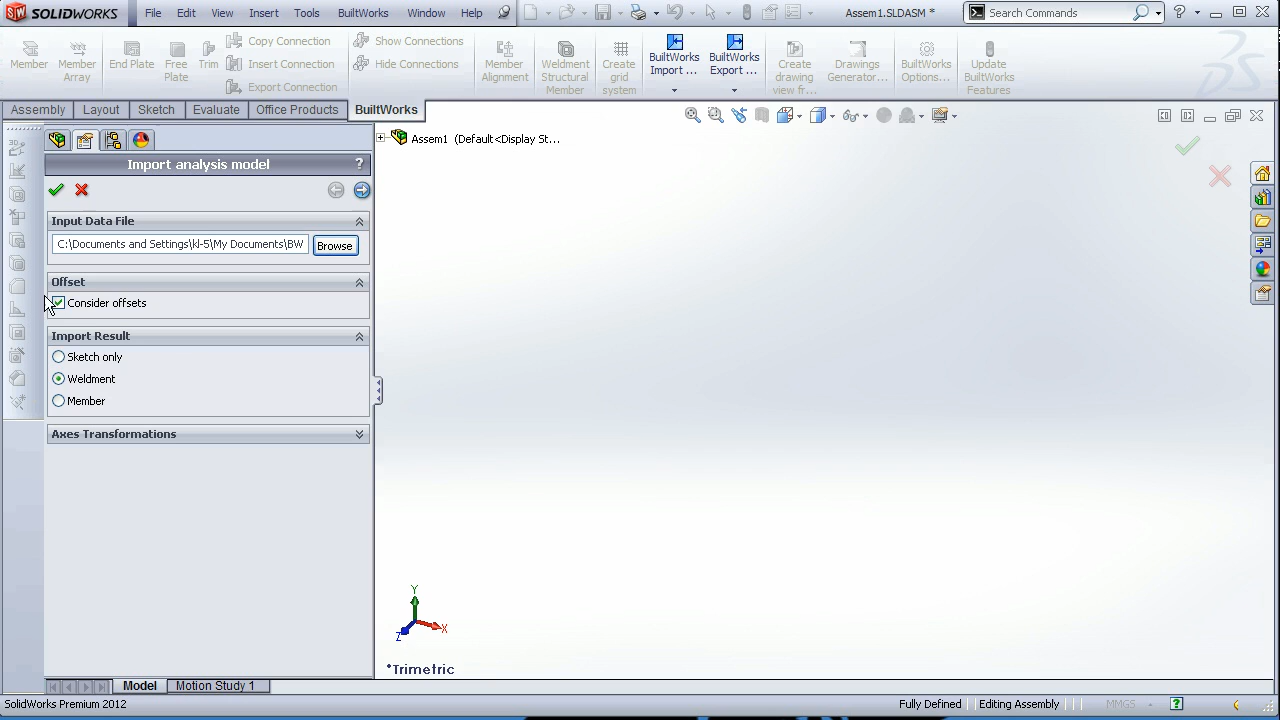 SOLIDWORKS File Edit View Insert Tools BuiltWorks Window Help Assem1.SLDASM * Search Commands
Member
Member Array
End Plate
Free Plate
Trim
Copy Connection
Insert Connection
Export Connection
Show Connections
Hide Connections
Member Alignment
Weldment Structural Member
Create grid system
BuiltWorks Import ...
BuiltWorks Export ...
Create drawing view fr...
Drawings Generator...
BuiltWorks Options...
Update BuiltWorks Features
Assembly Layout Sketch Evaluate Office Products BuiltWorks
Assem1 (Default<Display St...
Import analysis model ?
Input Data File
C:\Documents and Settings\KJ-5\My Documents\BW Browse
Offset
Consider offsets
Import Result
Sketch only
Weldment
Member
Axes Transformations
Y
X
Z
*Trimetric
Model Motion Study 1
SolidWorks Premium 2012 Fully Defined Editing Assembly MMGS ?